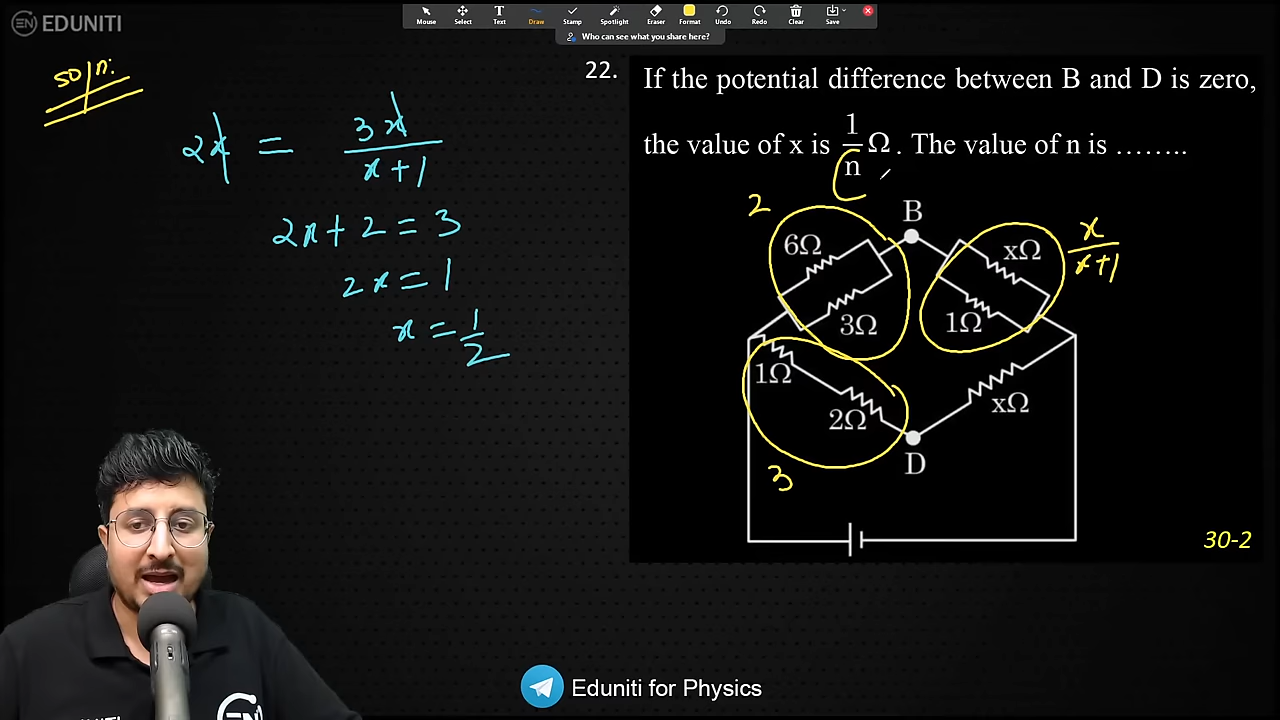 EDUNITI
Mouse Select Text Draw Stamp Spotlight Eraser Format Undo Redo Clear Save
Who can see what you share here?
soln:
2x = 3x / x + 1
2x + 2 = 3
2x = 1
x = 1/2
22. If the potential difference between B and D is zero,
the value of x is 1/n Ω. The value of n is ........
2
B
6Ω
xΩ
x / x+1
3Ω
1Ω
1Ω
2Ω
xΩ
D
3
30-2
EDUNITI
EN
Eduniti for Physics